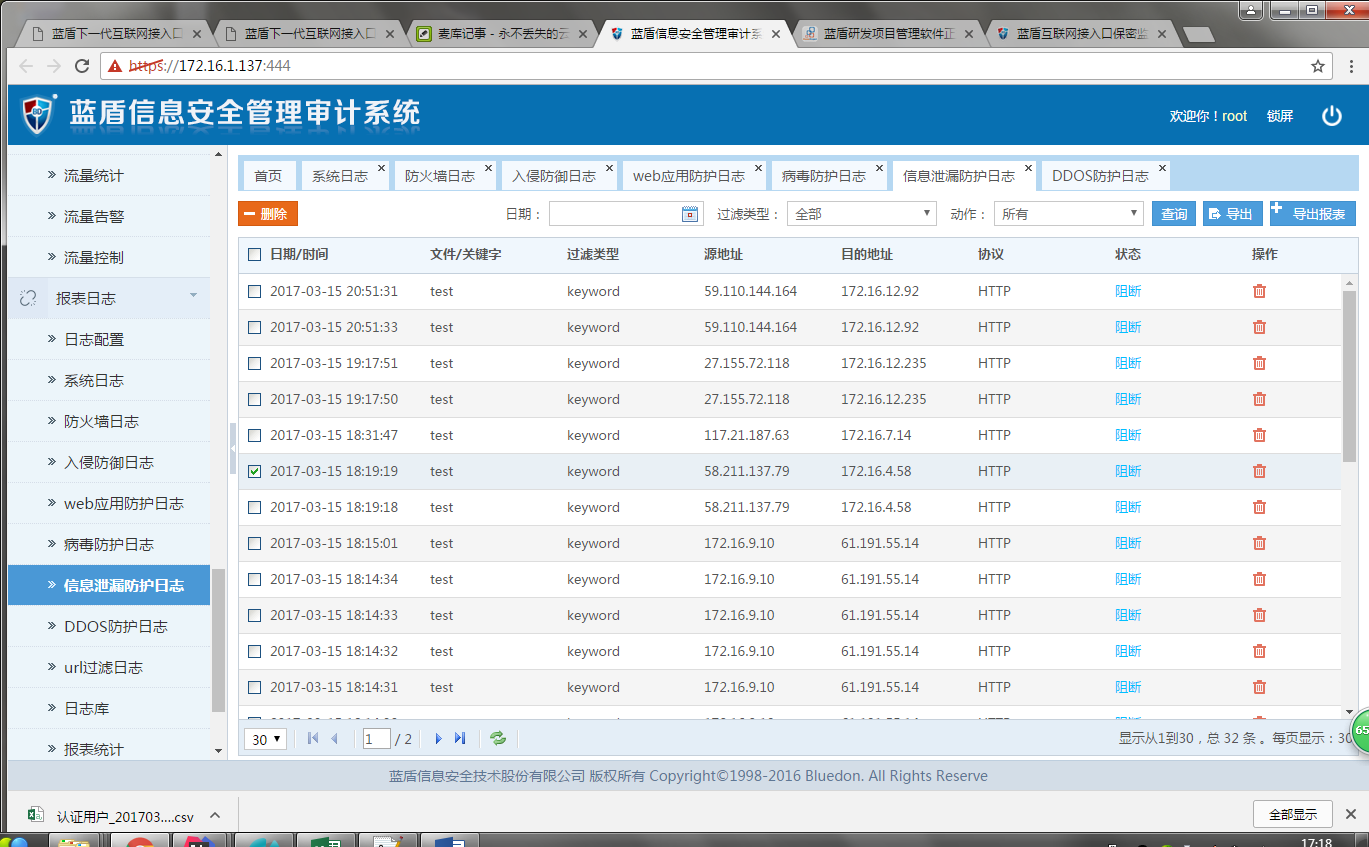 蓝盾下一代互联网接入口 蓝盾下一代互联网接入口 麦库记事 - 永不丢失的云 蓝盾信息安全管理审计系 蓝盾研发项目管理软件正 蓝盾互联网接入口保密监
https://172.16.1.137:444
蓝盾信息安全管理审计系统
欢迎你！root 锁屏
流量统计
流量告警
流量控制
报表日志
日志配置
系统日志
防火墙日志
入侵防御日志
web应用防护日志
病毒防护日志
信息泄漏防护日志
DDOS防护日志
url过滤日志
日志库
报表统计
首页 系统日志 防火墙日志 入侵防御日志 web应用防护日志 病毒防护日志 信息泄漏防护日志 DDOS防护日志
删除 日期： 过滤类型： 全部 动作： 所有 查询 导出 导出报表
日期/时间 文件/关键字 过滤类型 源地址 目的地址 协议 状态 操作
2017-03-15 20:51:31 test keyword 59.110.144.164 172.16.12.92 HTTP 阻断
2017-03-15 20:51:33 test keyword 59.110.144.164 172.16.12.92 HTTP 阻断
2017-03-15 19:17:51 test keyword 27.155.72.118 172.16.12.235 HTTP 阻断
2017-03-15 19:17:50 test keyword 27.155.72.118 172.16.12.235 HTTP 阻断
2017-03-15 18:31:47 test keyword 117.21.187.63 172.16.7.14 HTTP 阻断
2017-03-15 18:19:19 test keyword 58.211.137.79 172.16.4.58 HTTP 阻断
2017-03-15 18:19:18 test keyword 58.211.137.79 172.16.4.58 HTTP 阻断
2017-03-15 18:15:01 test keyword 172.16.9.10 61.191.55.14 HTTP 阻断
2017-03-15 18:14:34 test keyword 172.16.9.10 61.191.55.14 HTTP 阻断
2017-03-15 18:14:33 test keyword 172.16.9.10 61.191.55.14 HTTP 阻断
2017-03-15 18:14:32 test keyword 172.16.9.10 61.191.55.14 HTTP 阻断
2017-03-15 18:14:31 test keyword 172.16.9.10 61.191.55.14 HTTP 阻断
30 1 / 2 显示从1到30，总 32 条 。每页显示：30
65
蓝盾信息安全技术股份有限公司 版权所有 Copyright©1998-2016 Bluedon. All Rights Reserve
认证用户_201703....csv 全部显示
17:18